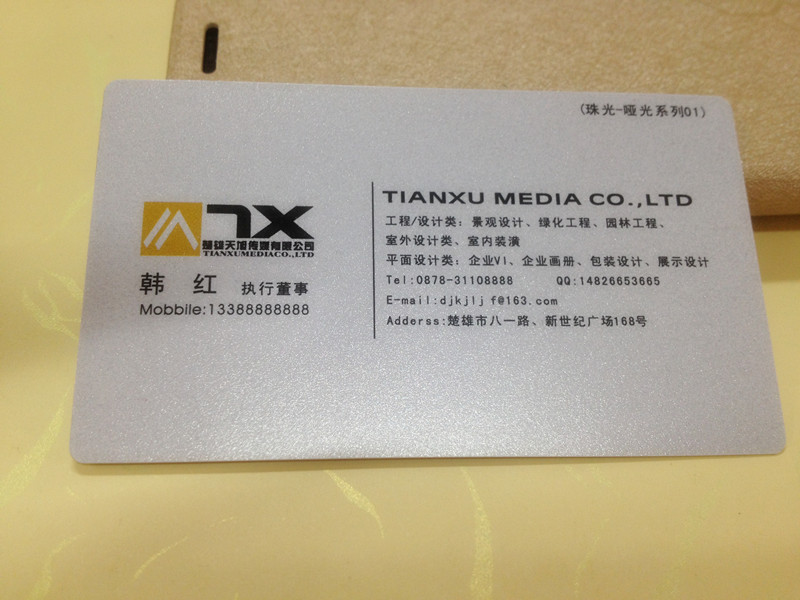 (珠光-哑光系列01)
TX
楚雄天旭传媒有限公司
TIANXUMEDIACO.,LTD
韩 红 执行董事
Mobbile:13388888888
TIANXU MEDIA CO.,LTD
工程/设计类: 景观设计、绿化工程、园林工程、
室外设计类、室内装潢
平面设计类: 企业VI、企业画册、包装设计、展示设计
Tel:0878-31108888 QQ:14826653665
E-mail:djkjljf@163.com
Adderss:楚雄市八一路、新世纪广场168号